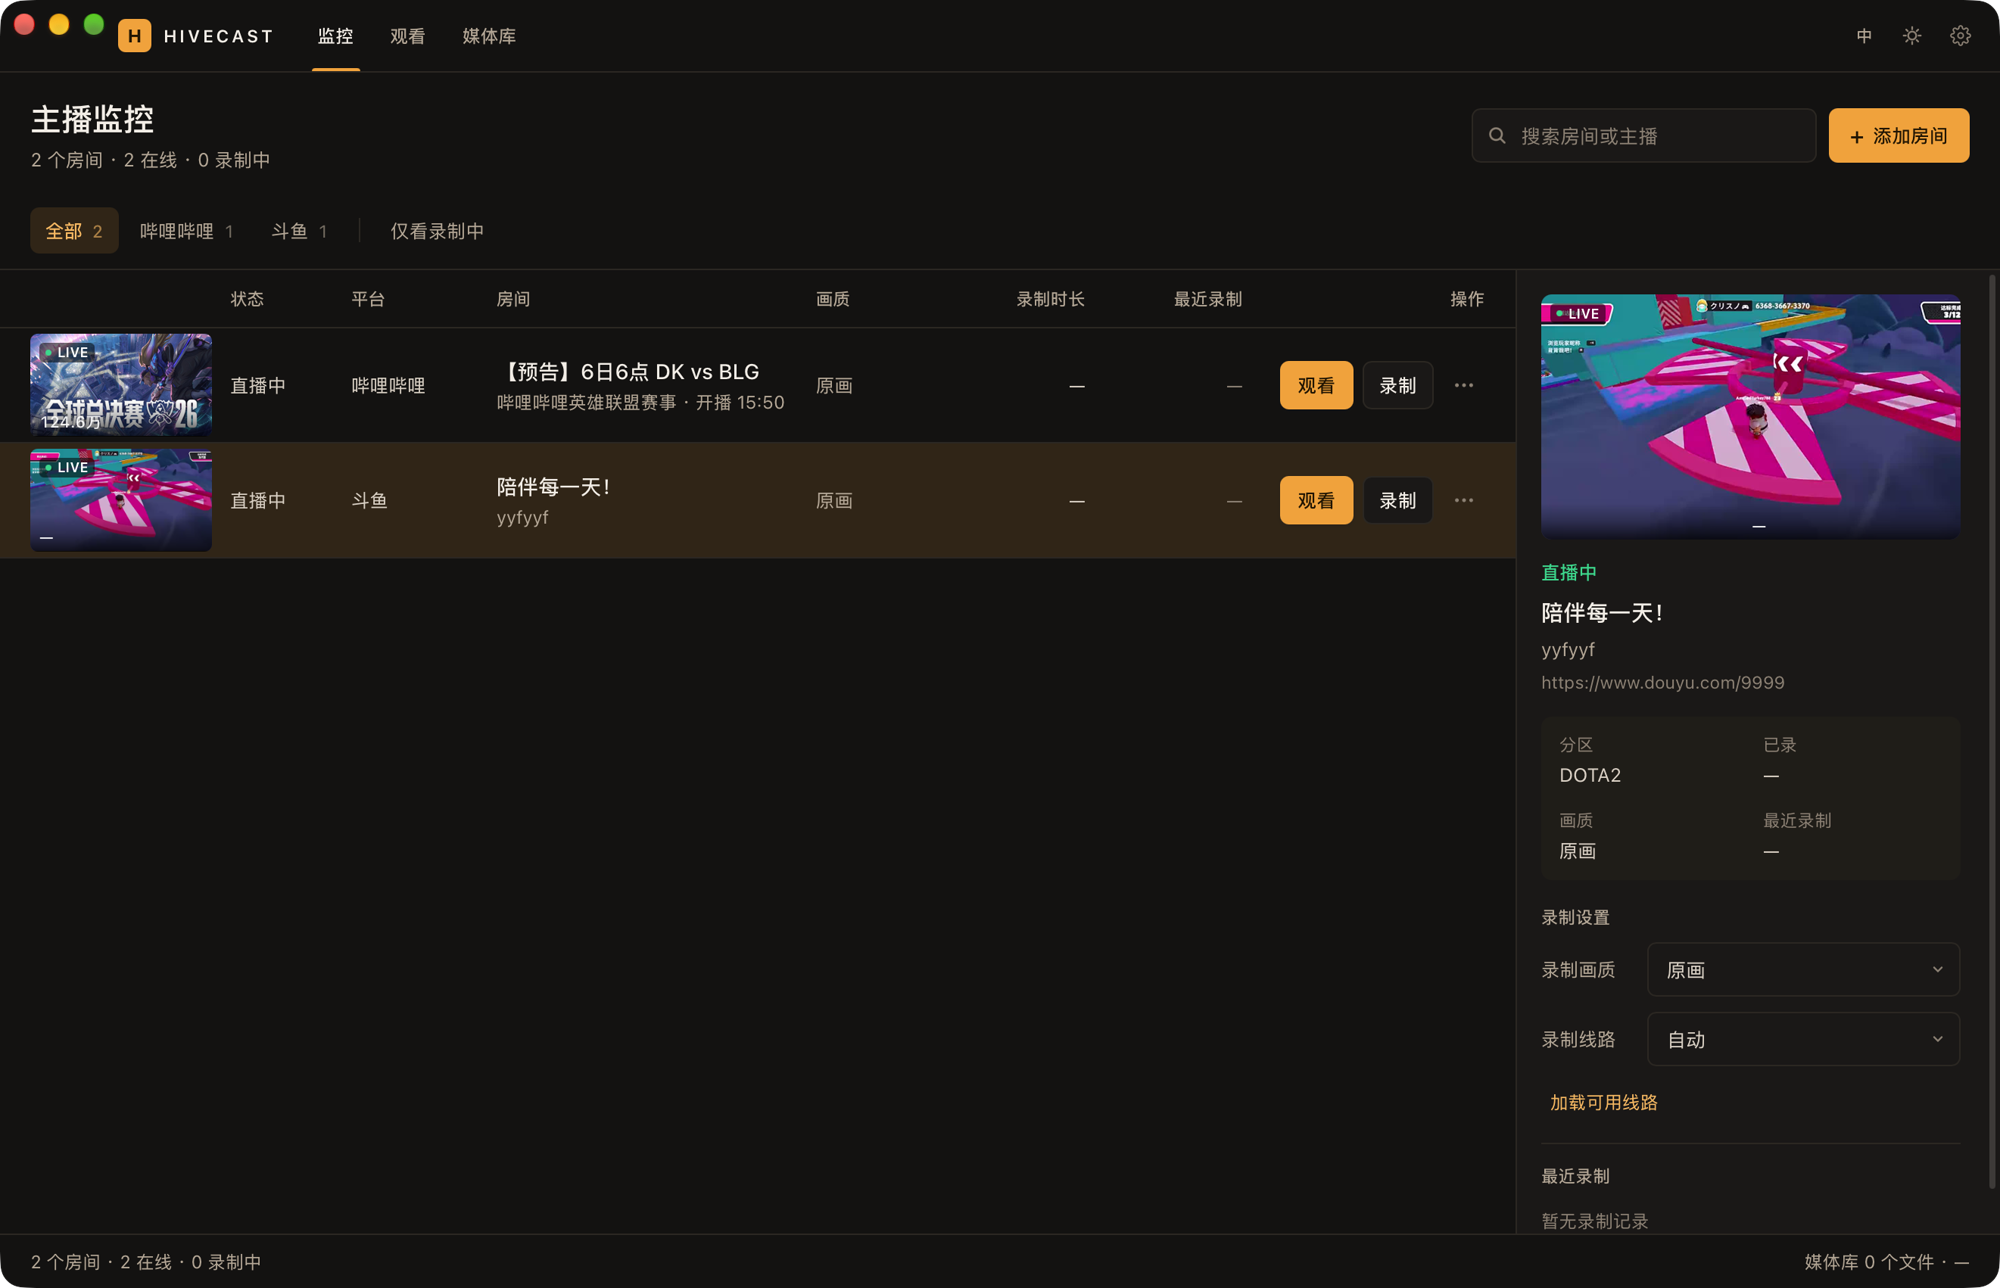 H HIVECAST 监控 观看 媒体库 中
主播监控
2 个房间 · 2 在线 · 0 录制中
搜索房间或主播
+ 添加房间
全部 2 哔哩哔哩 1 斗鱼 1 仅看录制中
状态 平台 房间 画质 录制时长 最近录制 操作
LIVE
全球总决赛 26
124.6万
直播中 哔哩哔哩
【预告】6日6点 DK vs BLG
哔哩哔哩英雄联盟赛事 · 开播 15:50
原画 — — 观看 录制 ···
LIVE
—
直播中 斗鱼
陪伴每一天！
yyfyyf
原画 — — 观看 录制 ···
LIVE
クリスノ 6368-3667-3370
3/12
—
直播中
陪伴每一天！
yyfyyf
https://www.douyu.com/9999
分区 已录
DOTA2 —
画质 最近录制
原画 —
录制设置
录制画质 原画
录制线路 自动
加载可用线路
最近录制
暂无录制记录
2 个房间 · 2 在线 · 0 录制中
媒体库 0 个文件 · —